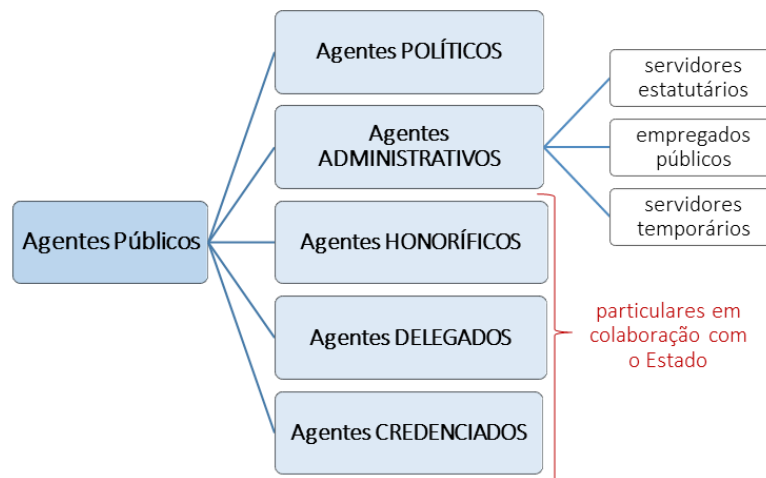 Agentes Públicos
Agentes POLÍTICOS
Agentes
ADMINISTRATIVOS
servidores
estatutários
empregados
públicos
servidores
temporários
Agentes HONORÍFICOS
Agentes DELEGADOS
Agentes CREDENCIADOS
particulares em
colaboração com
o Estado